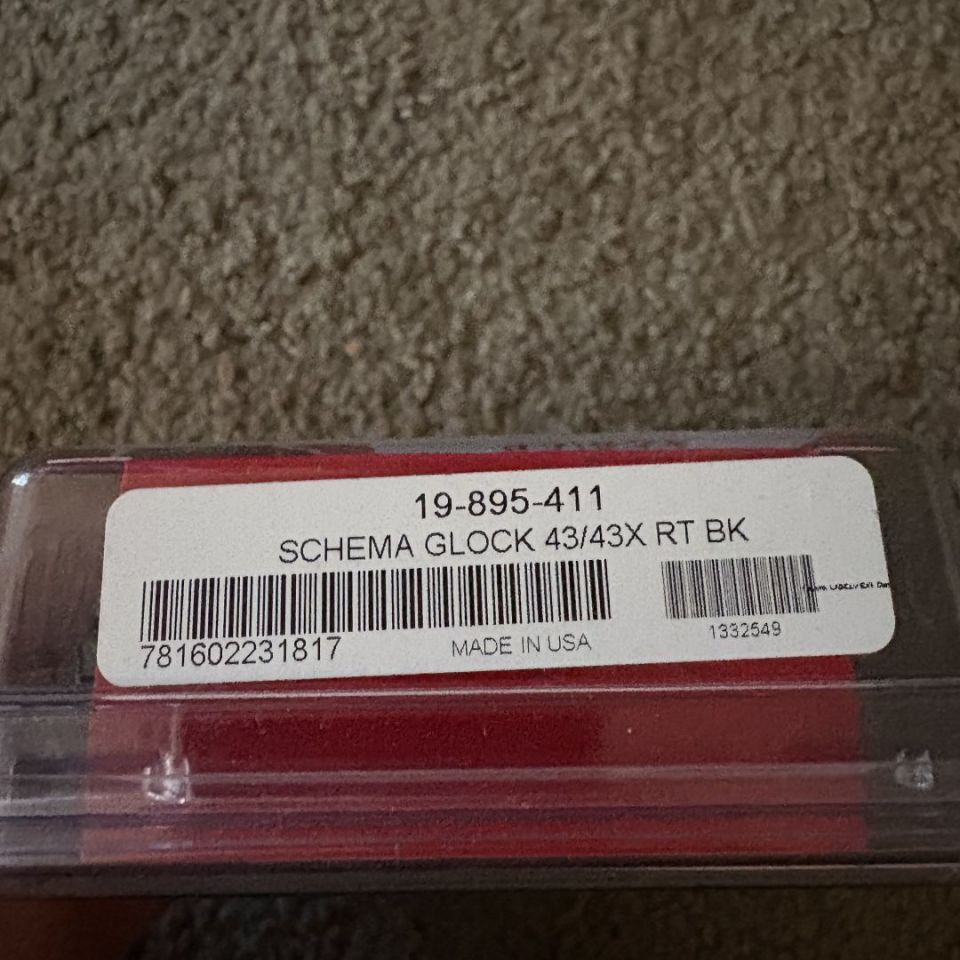 19-895-411
SCHEMA GLOCK 43/43X RT BK
781602231817
MADE IN USA
1332549